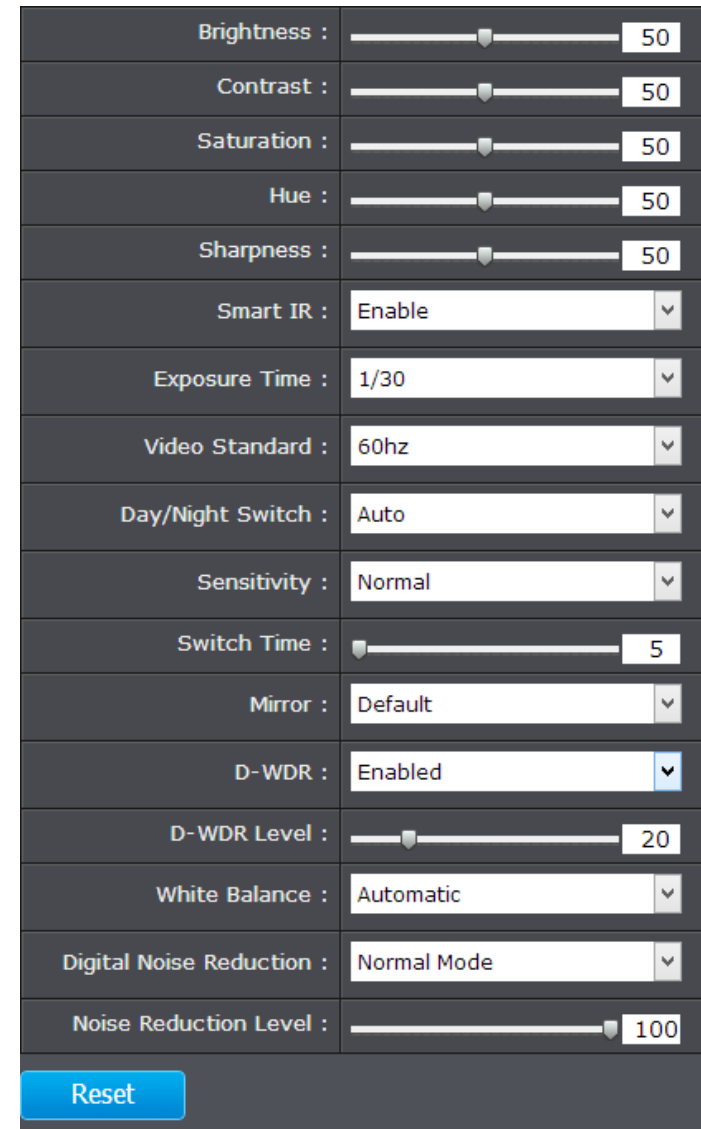 Brightness : 50
Contrast : 50
Saturation : 50
Hue : 50
Sharpness : 50
Smart IR : Enable
Exposure Time : 1/30
Video Standard : 60hz
Day/Night Switch : Auto
Sensitivity : Normal
Switch Time : 5
Mirror : Default
D-WDR : Enabled
D-WDR Level : 20
White Balance : Automatic
Digital Noise Reduction : Normal Mode
Noise Reduction Level : 100
Reset